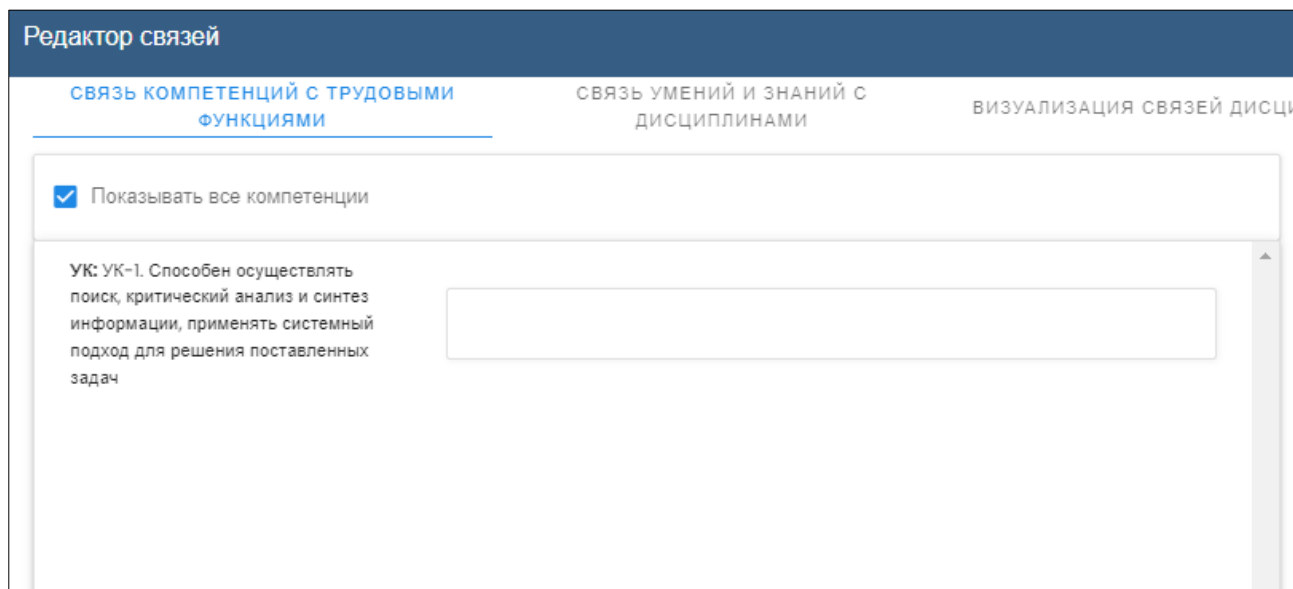 Редактор связей
СВЯЗЬ КОМПЕТЕНЦИЙ С ТРУДОВЫМИ
ФУНКЦИЯМИ
СВЯЗЬ УМЕНИЙ И ЗНАНИЙ С
ДИСЦИПЛИНАМИ
ВИЗУАЛИЗАЦИЯ СВЯЗЕЙ
Показывать все компетенции
УК: УК-1. Способен осуществлять
поиск, критический анализ и синтез
информации, применять системный
подход для решения поставленных
задач